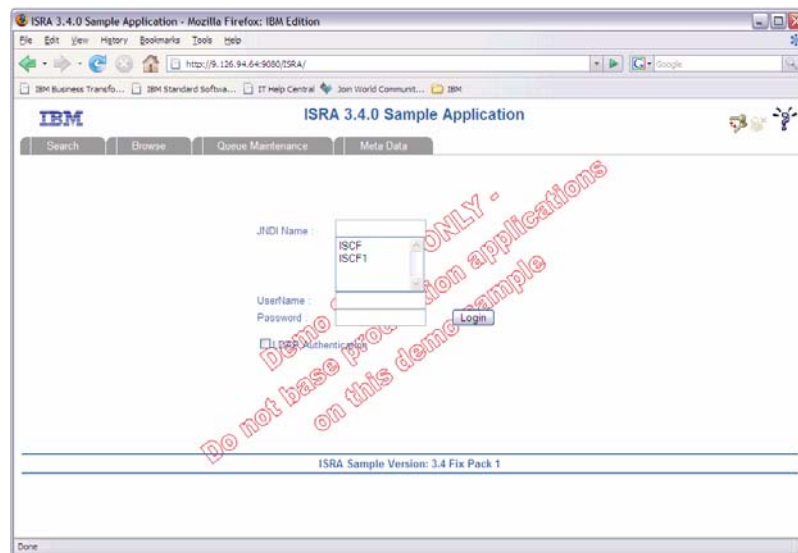 ISRA 3.4.0 Sample Application - Mozilla Firefox: IBM Edition
File Edit View History Bookmarks Tools Help
http://9.126.94.64:9080/ISRA/
Google
IBM Business Transfo... IBM Standard Softwa... IT Help Central Join World Communit... IBM
IBM
ISRA 3.4.0 Sample Application
Search Browse Queue Maintenance Meta Data
JNDI Name :
ISCF
ISCF1
UserName :
Password :
Login
LDAP Authentication
Demo ONLY -
Do not base production applications
on this demo sample
ISRA Sample Version: 3.4 Fix Pack 1
Done